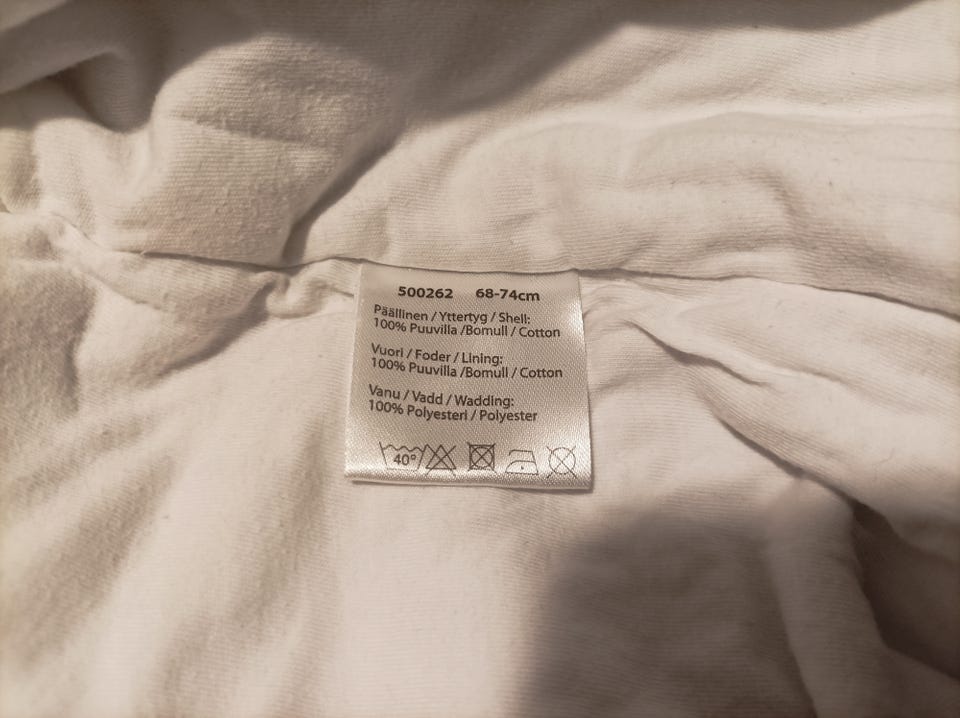 500262 68-74cm
Päällinen / Yttertyg / Shell:
100% Puuvilla /Bomull / Cotton
Vuori / Foder / Lining:
100% Puuvilla /Bomull / Cotton
Vanu / Vadd / Wadding:
100% Polyesteri / Polyester
40°